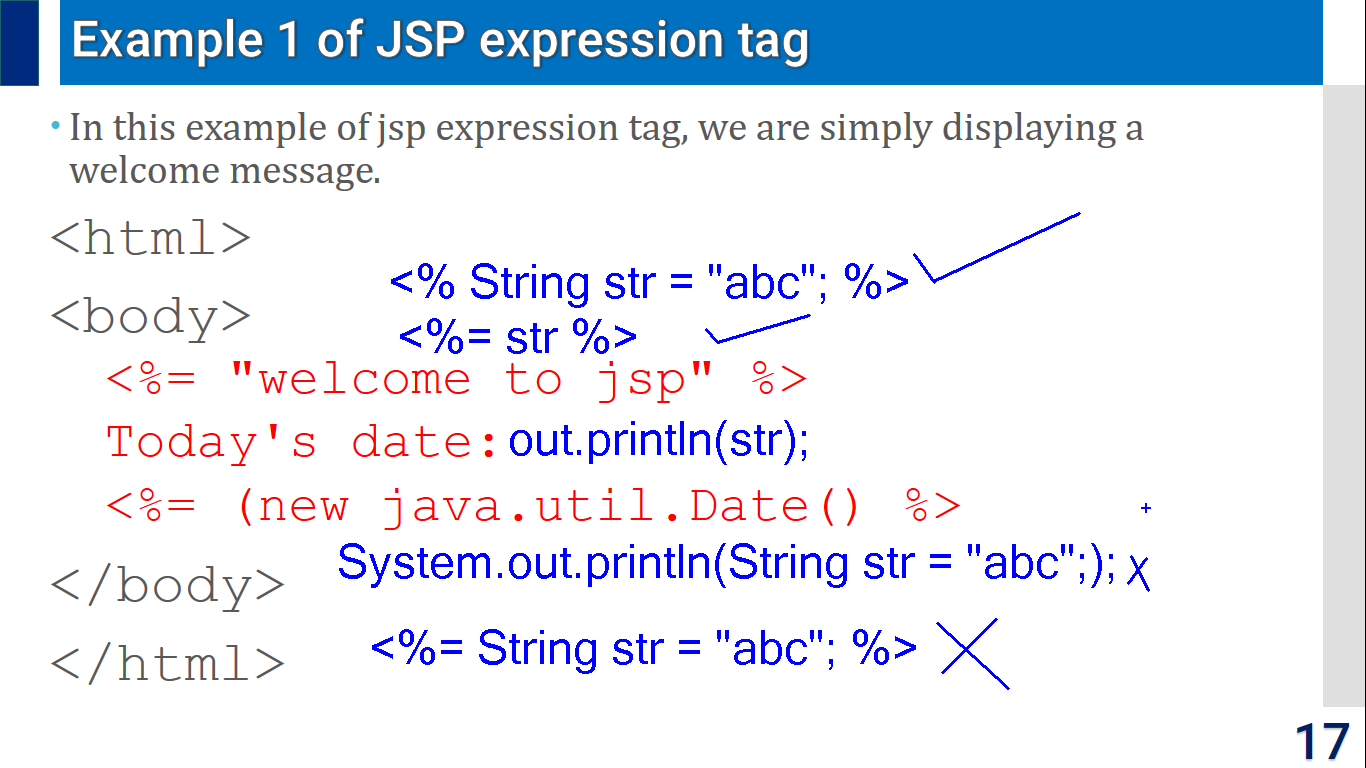 Example 1 of JSP expression tag
• In this example of jsp expression tag, we are simply displaying a
welcome message.
<html>
<% String str = "abc"; %>
<body>
<%= str %>
<%= "welcome to jsp" %>
Today's date: out.println(str);
<%= (new java.util.Date() %>
System.out.println(String str = "abc";); X
</body>
<%= String str = "abc"; %>
</html>
17